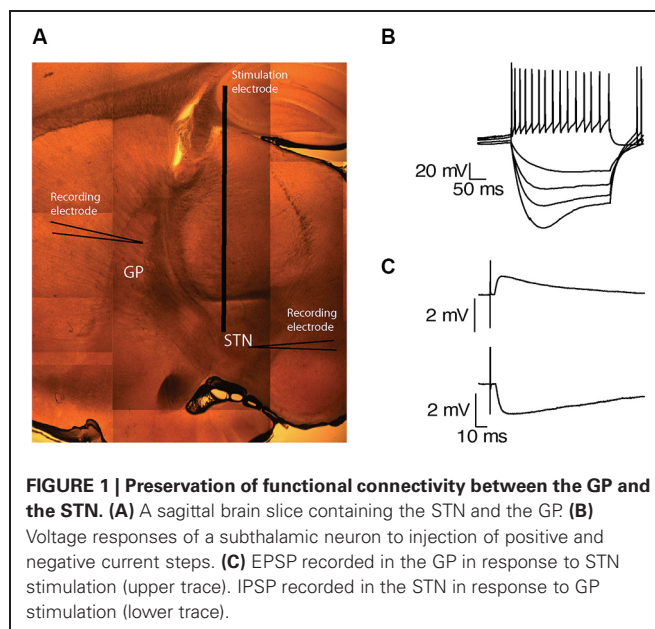 A
B
Stimulation
electrode
Recording
electrode
GP
20 mV
50 ms
C
Recording
electrode
STN
2 mV
2 mV
10 ms
FIGURE 1 | Preservation of functional connectivity between the GP and
the STN. (A) A sagittal brain slice containing the STN and the GP. (B)
Voltage responses of a subthalamic neuron to injection of positive and
negative current steps. (C) EPSP recorded in the GP in response to STN
stimulation (upper trace). IPSP recorded in the STN in response to GP
stimulation (lower trace).